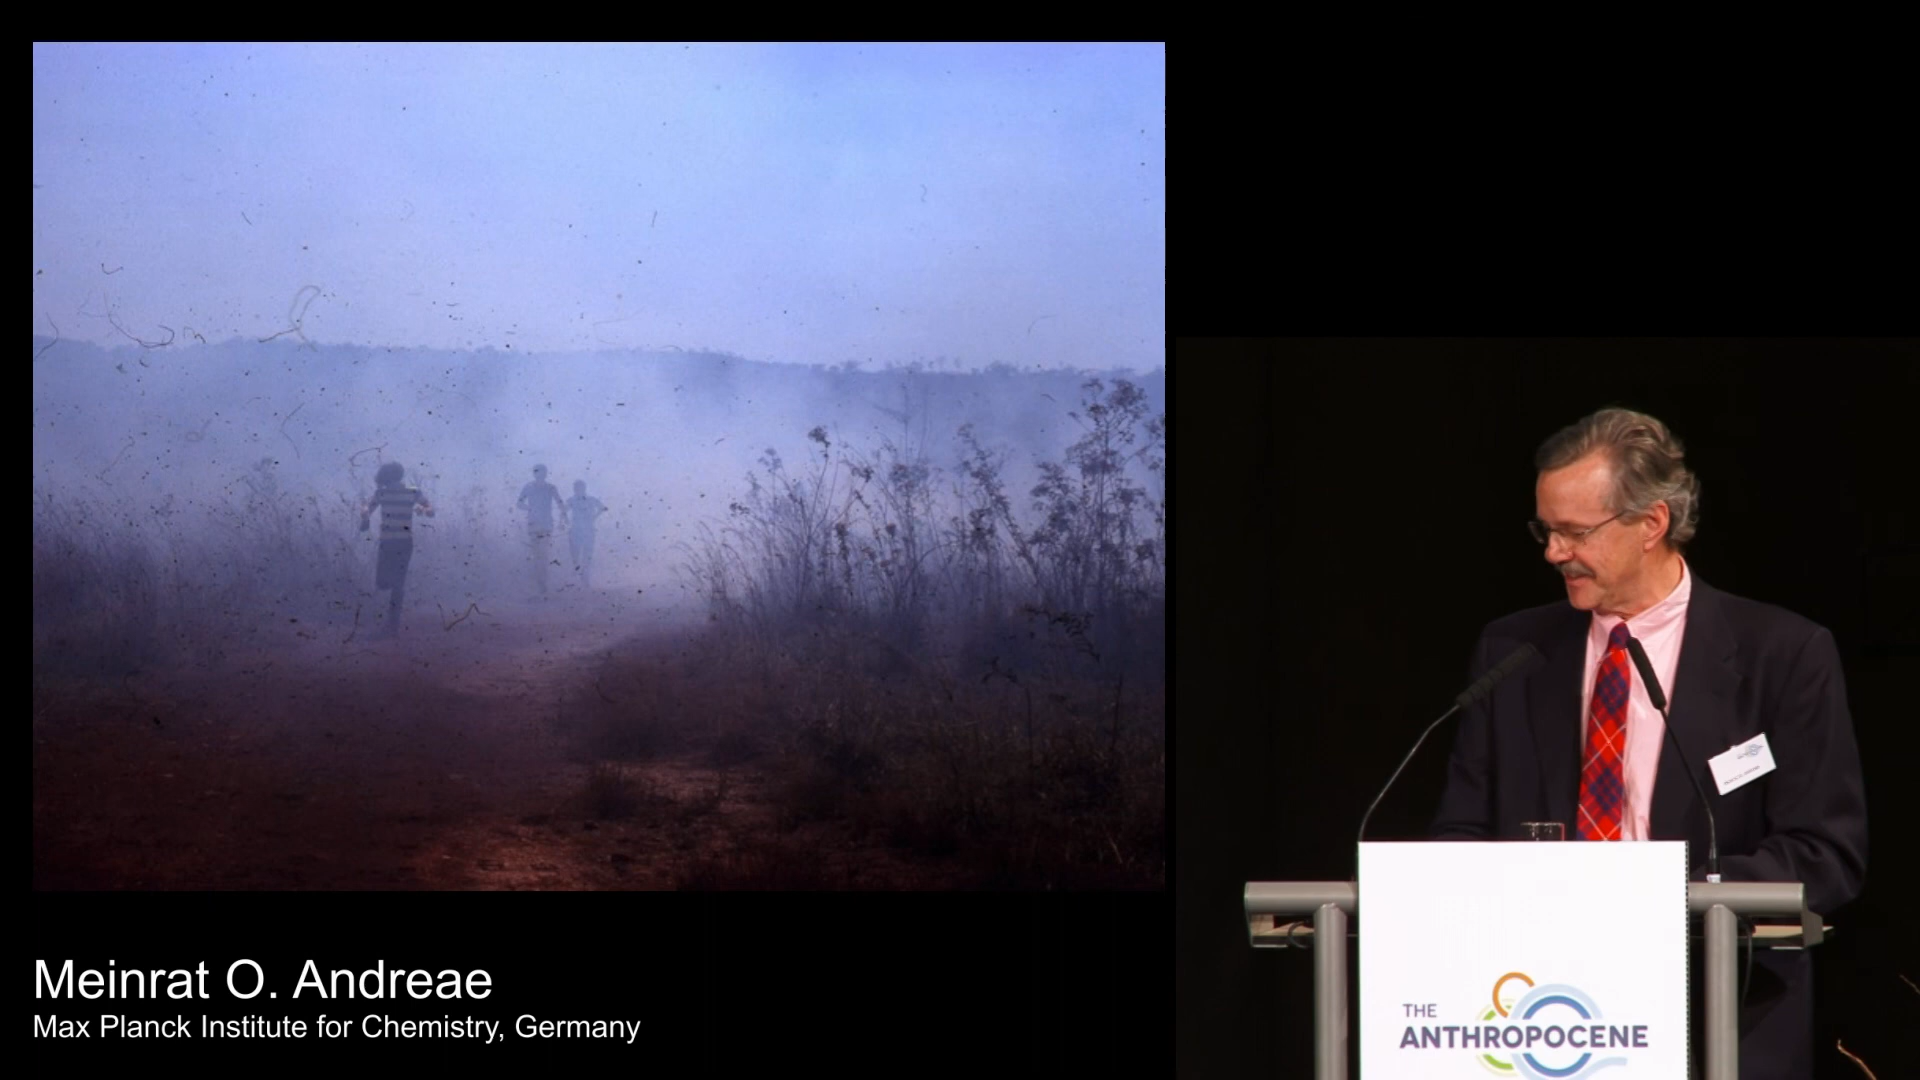 Meinrat O. Andreae
Max Planck Institute for Chemistry, Germany
THE
ANTHROPOCENE